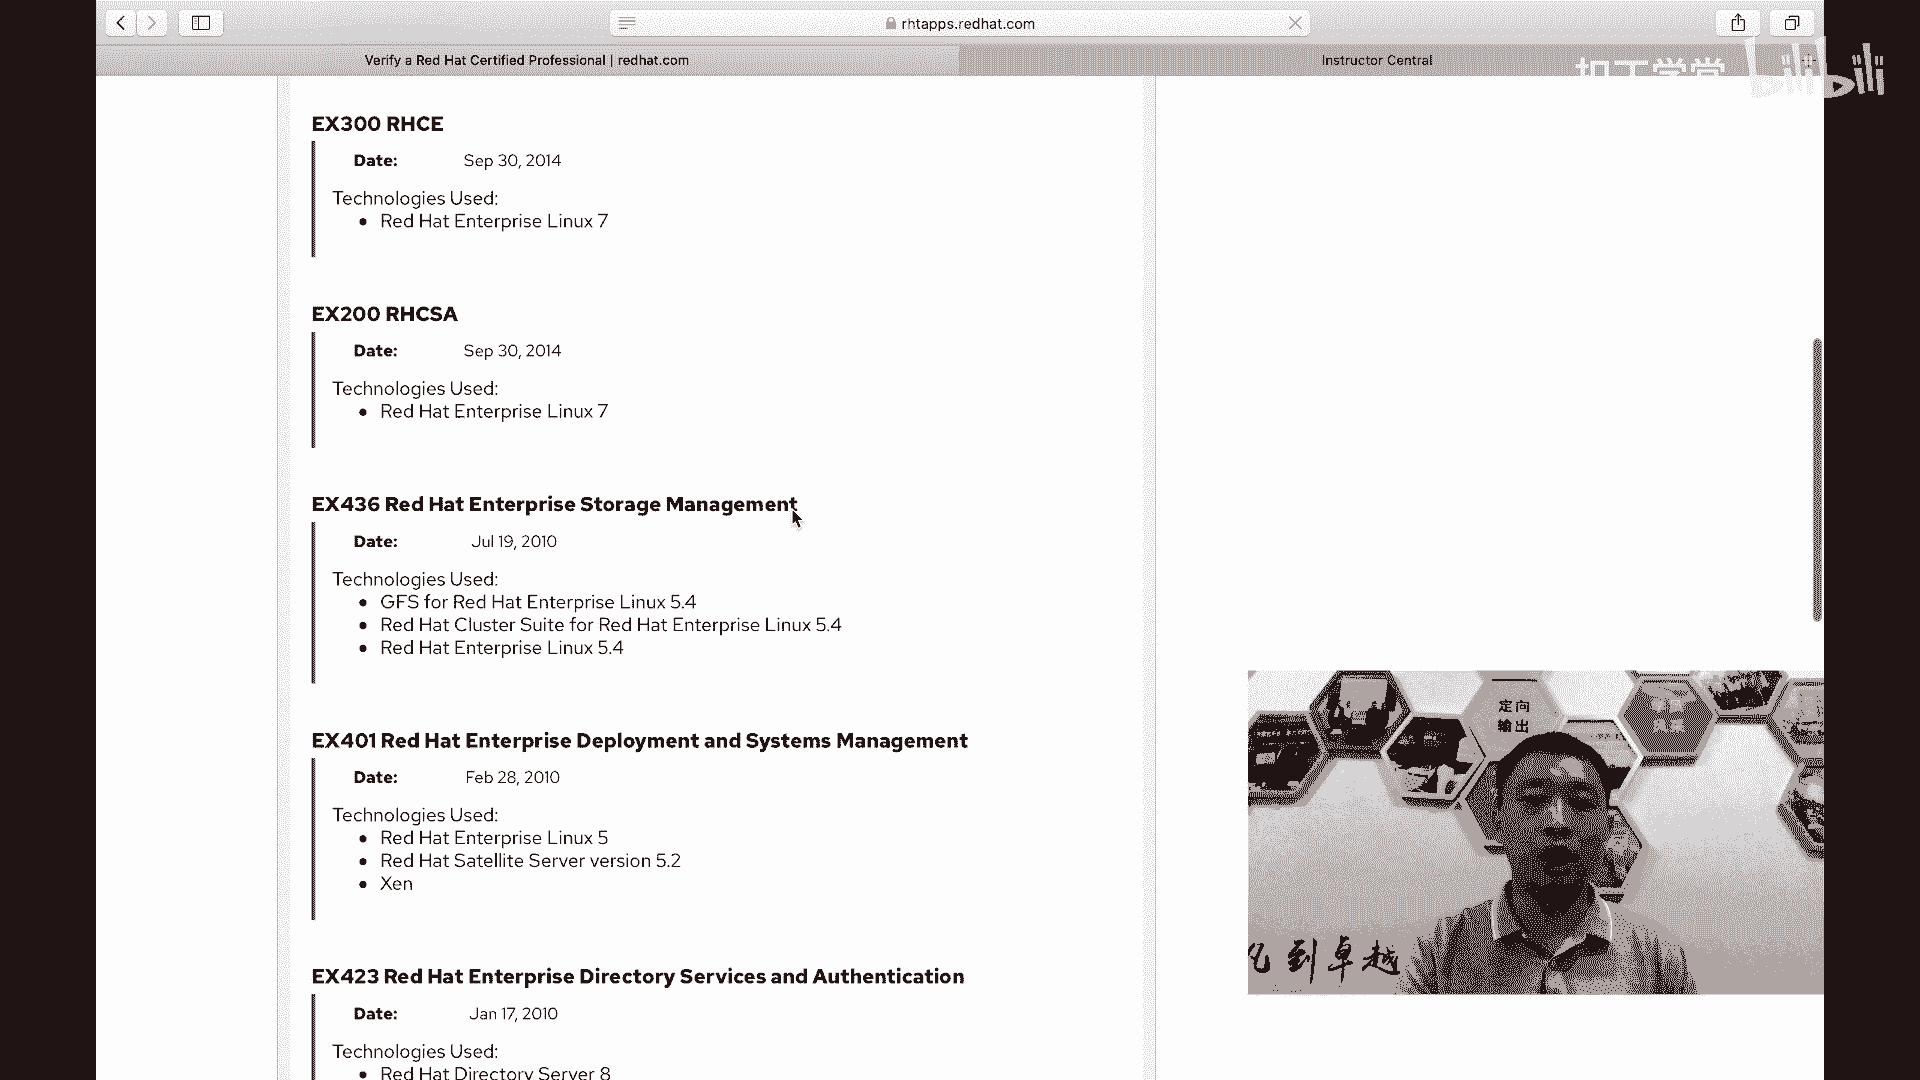 rhtapps.redhat.com
Verify a Red Hat Certified Professional | redhat.com
Instructor Central
扣丁学堂
bilibili
EX300 RHCE
Date: Sep 30, 2014
Technologies Used:
• Red Hat Enterprise Linux 7
EX200 RHCSA
Date: Sep 30, 2014
Technologies Used:
• Red Hat Enterprise Linux 7
EX436 Red Hat Enterprise Storage Management
Date: Jul 19, 2010
Technologies Used:
• GFS for Red Hat Enterprise Linux 5.4
• Red Hat Cluster Suite for Red Hat Enterprise Linux 5.4
• Red Hat Enterprise Linux 5.4
EX401 Red Hat Enterprise Deployment and Systems Management
Date: Feb 28, 2010
Technologies Used:
• Red Hat Enterprise Linux 5
• Red Hat Satellite Server version 5.2
• Xen
EX423 Red Hat Enterprise Directory Services and Authentication
Date: Jan 17, 2010
Technologies Used:
• Red Hat Directory Server 8
定向
输出
到卓越